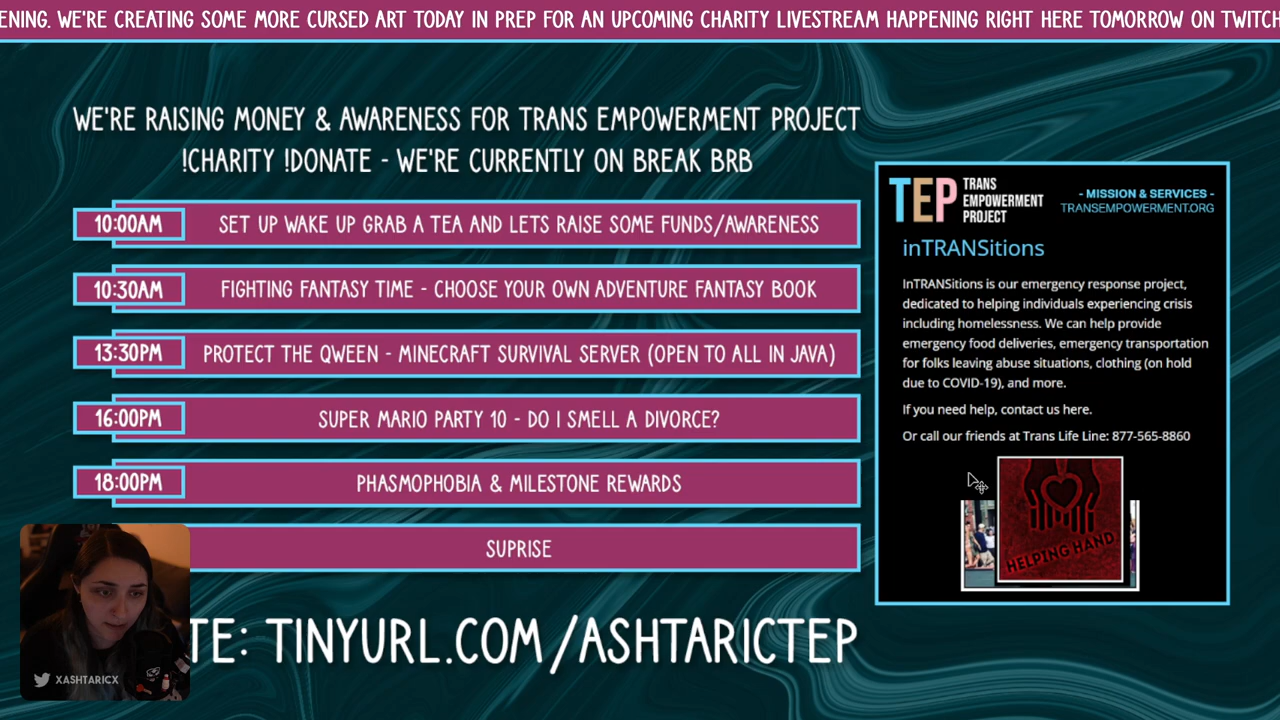 ENING. WE'RE CREATING SOME MORE CURSED ART TODAY IN PREP FOR AN UPCOMING CHARITY LIVESTREAM HAPPENING RIGHT HERE TOMORROW ON TWITCH
WE'RE RAISING MONEY & AWARENESS FOR TRANS EMPOWERMENT PROJECT
!CHARITY !DONATE - WE'RE CURRENTLY ON BREAK BRB
10:00AM SET UP WAKE UP GRAB A TEA AND LETS RAISE SOME FUNDS/AWARENESS
10:30AM FIGHTING FANTASY TIME - CHOOSE YOUR OWN ADVENTURE FANTASY BOOK
13:30PM PROTECT THE QWEEN - MINECRAFT SURVIVAL SERVER (OPEN TO ALL IN JAVA)
16:00PM SUPER MARIO PARTY 10 - DO I SMELL A DIVORCE?
18:00PM PHASMOPHOBIA & MILESTONE REWARDS
SUPRISE
TE: TINYURL.COM/ASHTARICTEP
XASHTARICX
TEP TRANS
EMPOWERMENT
PROJECT
- MISSION & SERVICES -
TRANSEMPOWERMENT.ORG
inTRANSitions
InTRANSitions is our emergency response project,
dedicated to helping individuals experiencing crisis
including homelessness. We can help provide
emergency food deliveries, emergency transportation
for folks leaving abuse situations, clothing (on hold
due to COVID-19), and more.
If you need help, contact us here.
Or call our friends at Trans Life Line: 877-565-8860
HELPING HAND